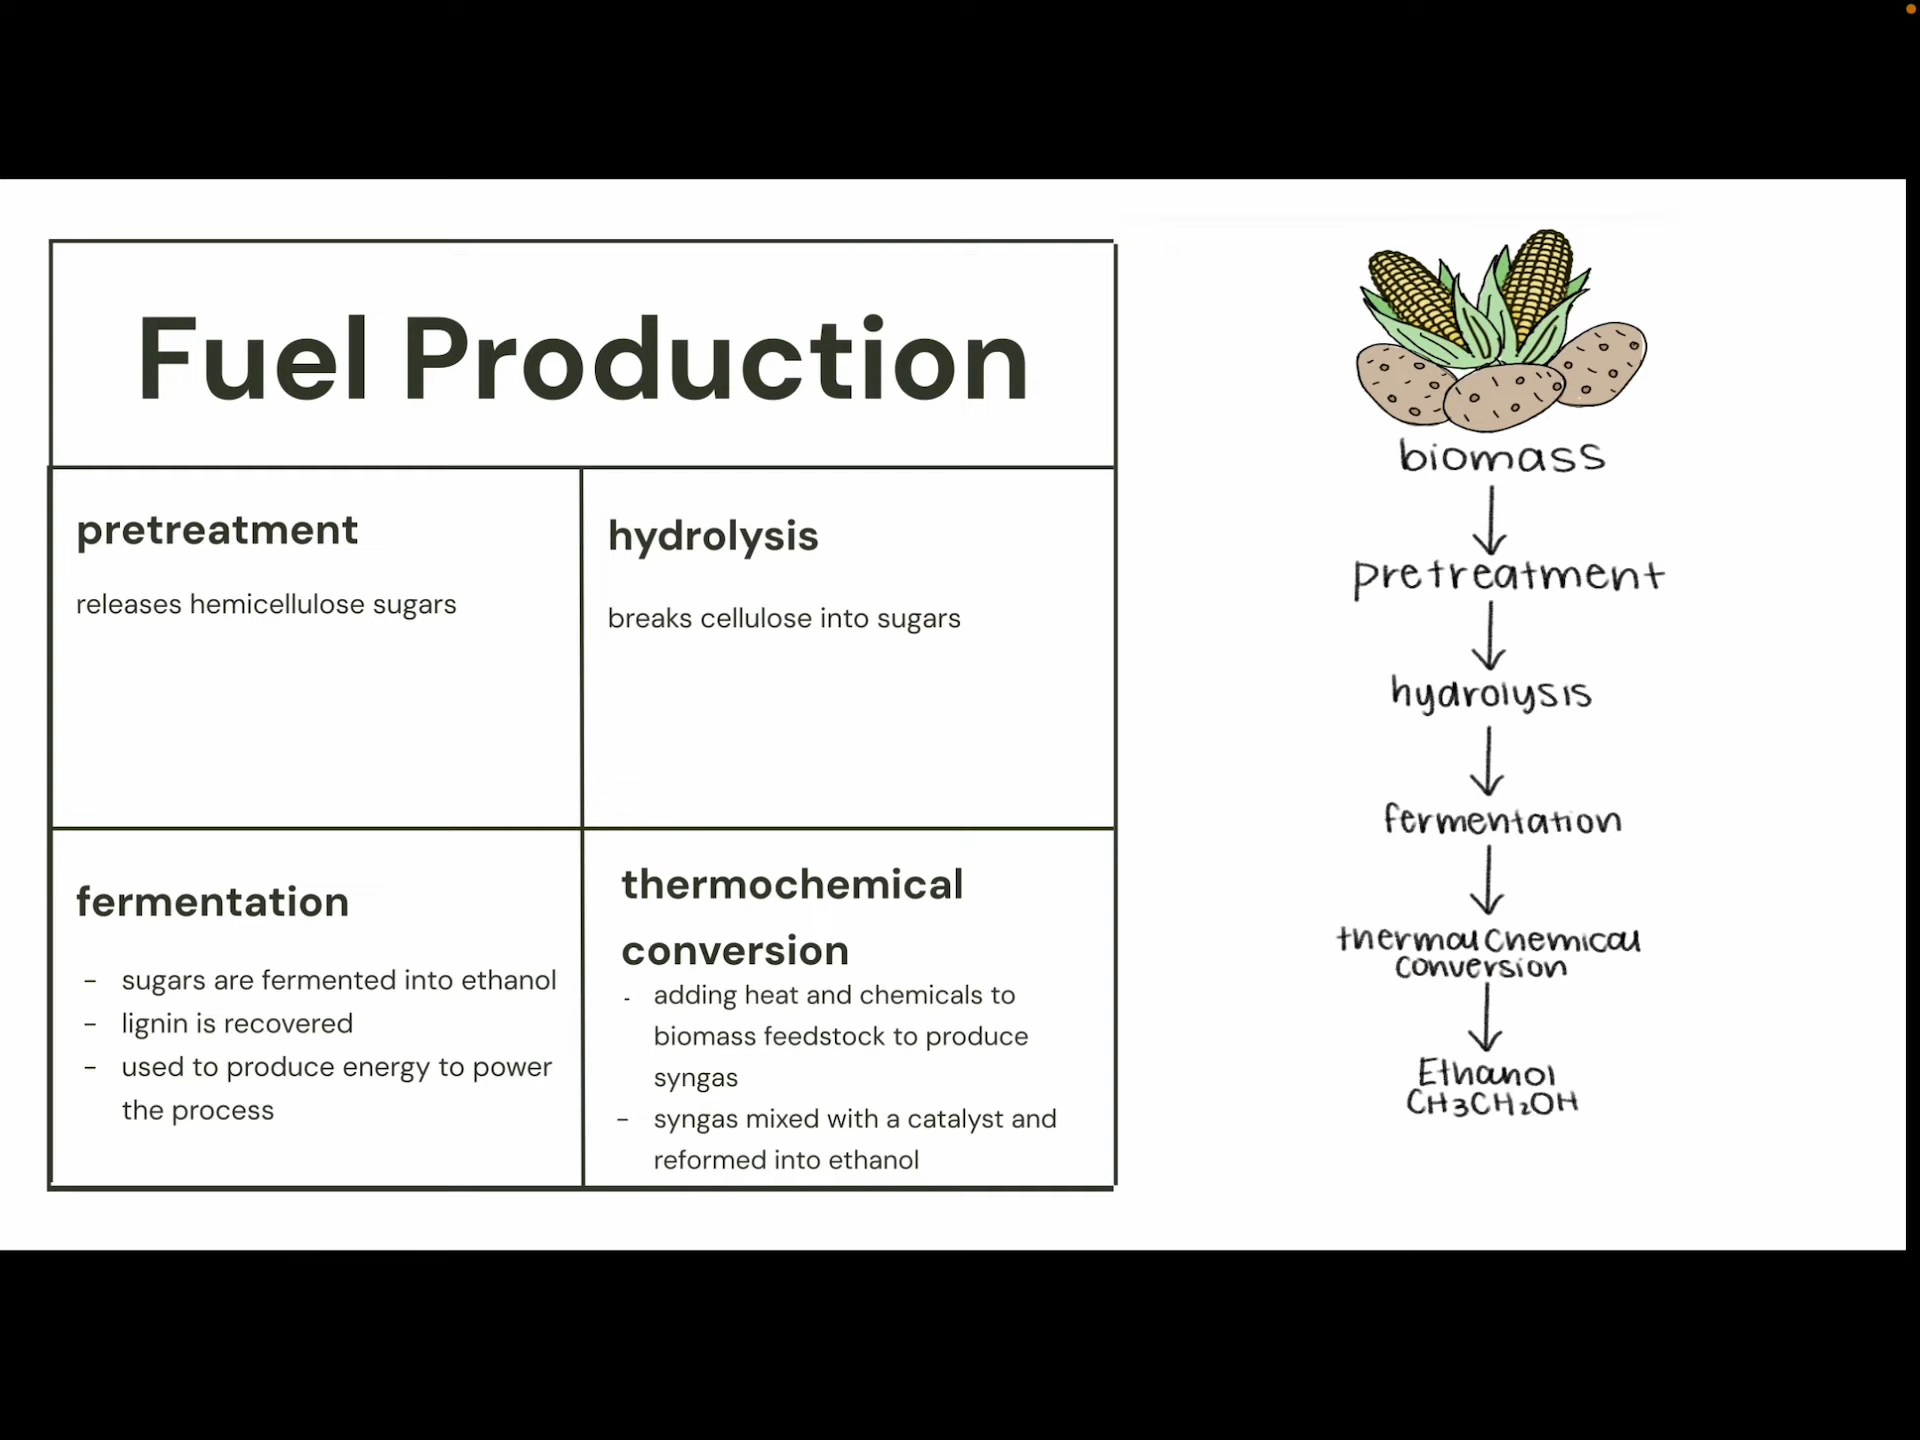 Fuel Production
pretreatment
releases hemicellulose sugars
hydrolysis
breaks cellulose into sugars
fermentation
- sugars are fermented into ethanol
- lignin is recovered
- used to produce energy to power
the process
thermochemical
conversion
- adding heat and chemicals to
biomass feedstock to produce
syngas
- syngas mixed with a catalyst and
reformed into ethanol
biomass
pretreatment
hydrolysis
fermentation
thermal Chemical
Conversion
Ethanol
CH3CH₂OH